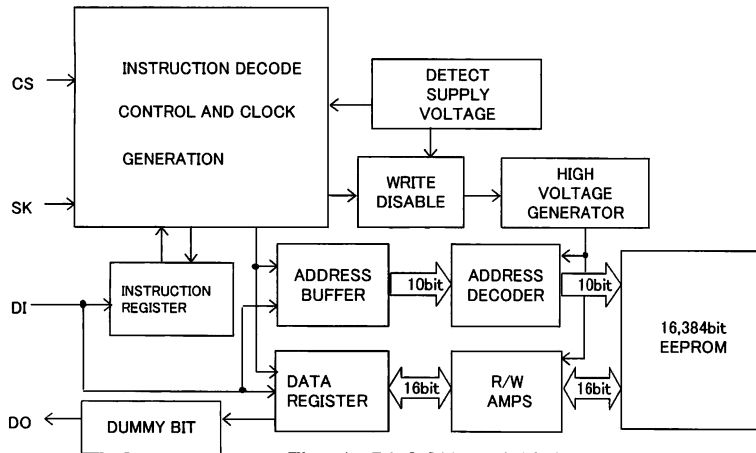 CS
INSTRUCTION DECODE
CONTROL AND CLOCK
GENERATION
SK
DETECT
SUPPLY
VOLTAGE
WRITE
DISABLE
HIGH
VOLTAGE
GENERATOR
DI
INSTRUCTION
REGISTER
ADDRESS
BUFFER
10bit
ADDRESS
DECODER
10bit
16,384bit
EEPROM
DATA
REGISTER
16bit
R/W
AMPS
16bit
DO
DUMMY BIT